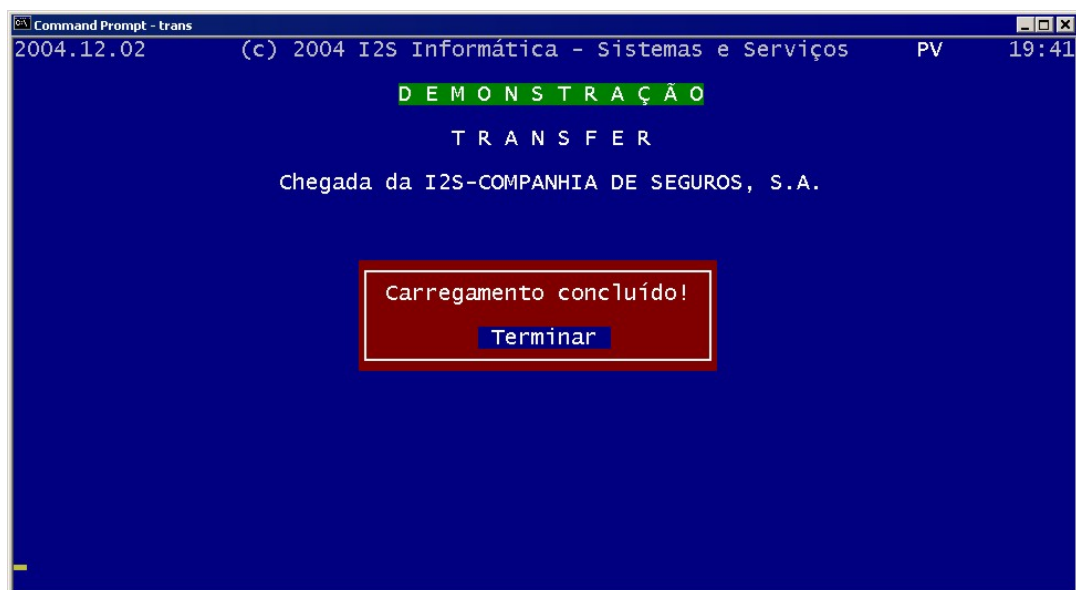 Command Prompt - trans
2004.12.02 (c) 2004 I2S Informática - Sistemas e Serviços PV 19:41
D E M O N S T R A Ç Ã O
T R A N S F E R
Chegada da I2S-COMPANHIA DE SEGUROS, S.A.
Carregamento concluído!
Terminar